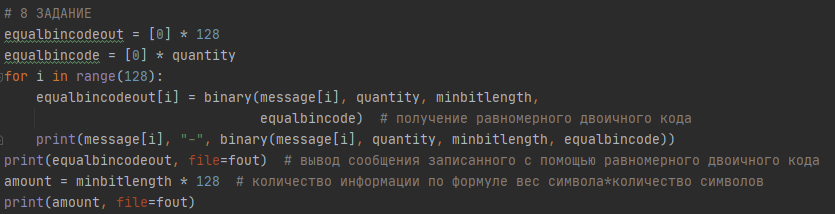 # 8 ЗАДАНИЕ
equalbincodeout = [0] * 128
equalbincode = [0] * quantity
for i in range(128):
    equalbincodeout[i] = binary(message[i], quantity, minbitlength,
                                equalbincode)  # получение равномерного двоичного кода
    print(message[i], "-", binary(message[i], quantity, minbitlength, equalbincode))
print(equalbincodeout, file=fout)  # вывод сообщения записанного с помощью равномерного двоичного кода
amount = minbitlength * 128  # количество информации по формуле вес символа*количество символов
print(amount, file=fout)